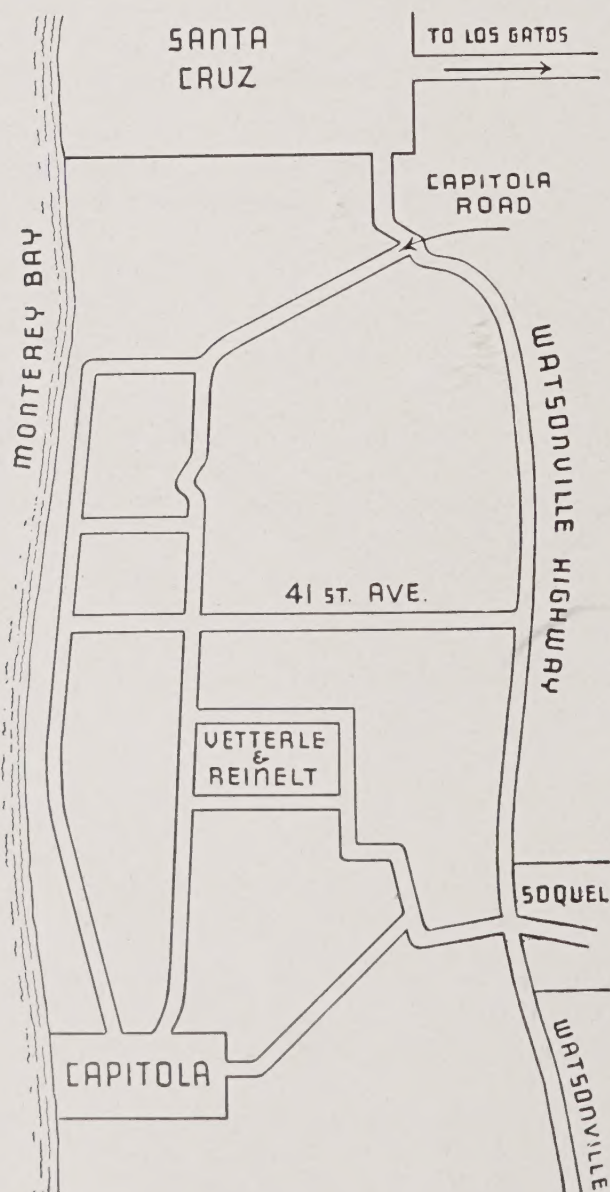 SANTA
CRUZ
TO LOS GATOS
CAPITOLA
ROAD
MONTEREY BAY
WATSONVILLE HIGHWAY
41 ST. AVE.
VETTERLE
&
REINELT
SOQUEL
CAPITOLA
WATSONVILLE